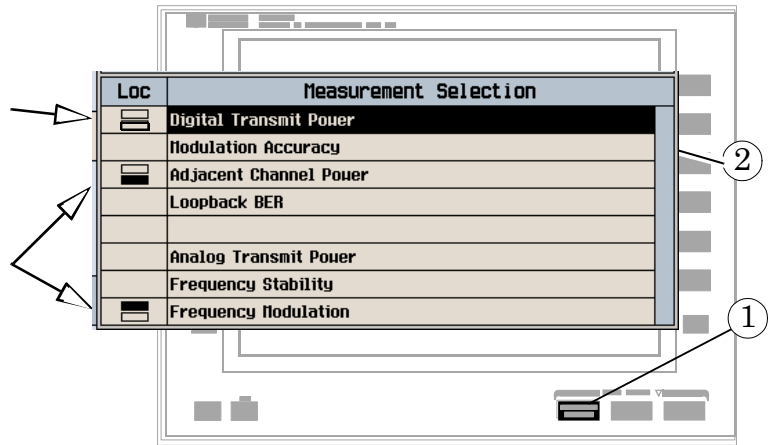 Loc Measurement Selection
Digital Transmit Power
Modulation Accuracy
Adjacent Channel Power
Loopback BER
Analog Transmit Power
Frequency Stability
Frequency Modulation
2
1